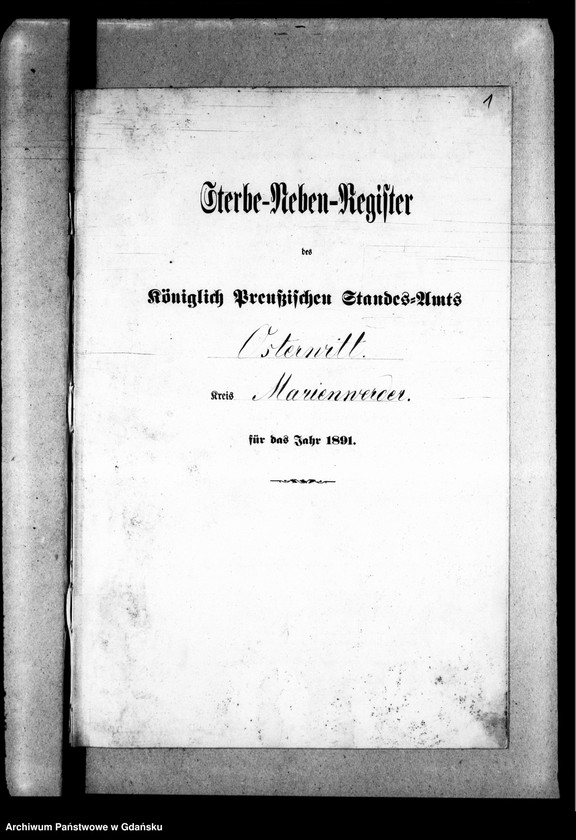 1
Sterbe-Neben-Register
des
Königlich Preußischen Standes-Amts
Osterwitt.
Kreis Marienwerder.
für das Jahr 1891.
Archiwum Państwowe w Gdańsku